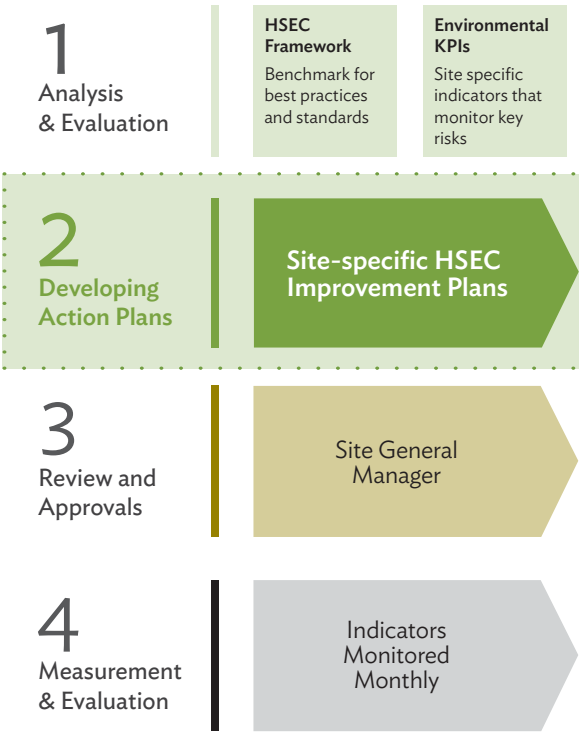 1
Analysis
& Evaluation
HSEC
Framework
Benchmark for
best practices
and standards
Environmental
KPIs
Site specific
indicators that
monitor key
risks
2
Developing
Action Plans
Site-specific HSEC
Improvement Plans
3
Review and
Approvals
Site General
Manager
4
Measurement
& Evaluation
Indicators
Monitored
Monthly